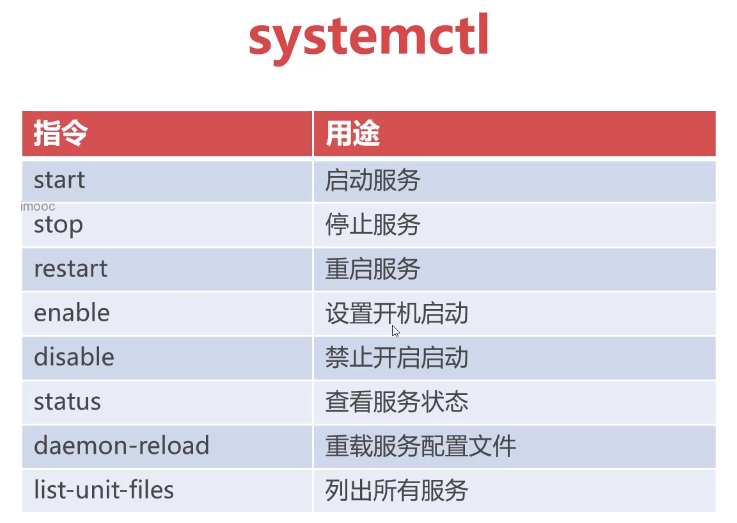 systemctl
指令 用途
start 启动服务
imooc
stop 停止服务
restart 重启服务
enable 设置开机启动
disable 禁止开启启动
status 查看服务状态
daemon-reload 重载服务配置文件
list-unit-files 列出所有服务